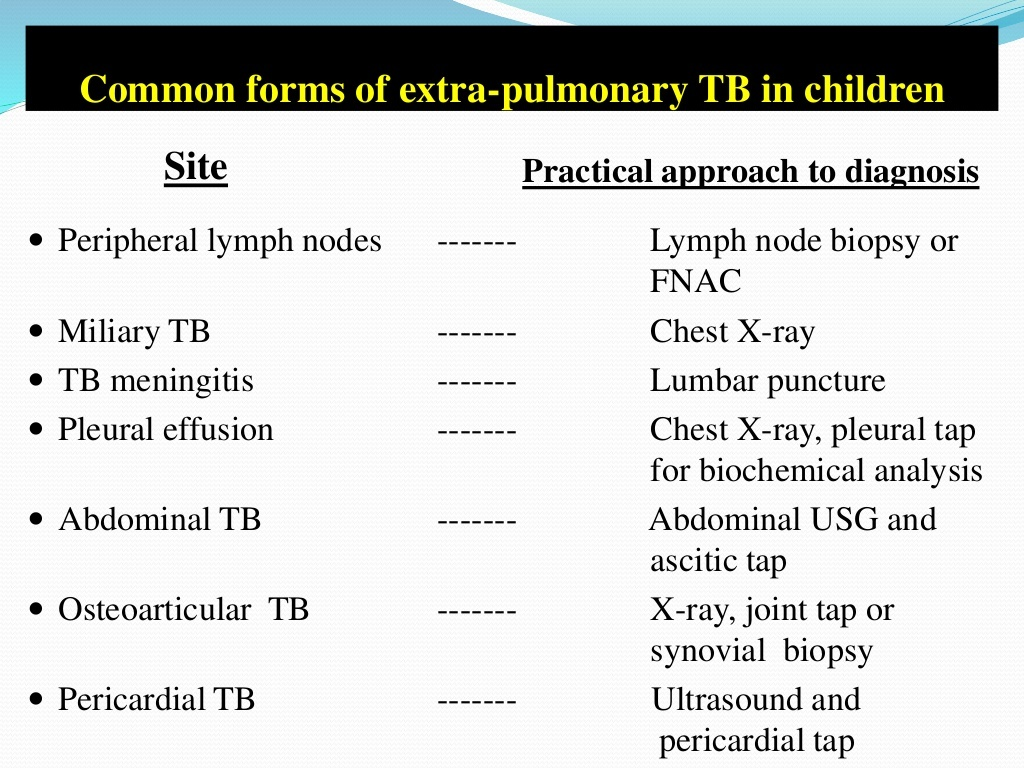 Common forms of extra-pulmonary TB in children
Site Practical approach to diagnosis
• Peripheral lymph nodes ------- Lymph node biopsy or
FNAC
• Miliary TB ------- Chest X-ray
• TB meningitis ------- Lumbar puncture
• Pleural effusion ------- Chest X-ray, pleural tap
for biochemical analysis
• Abdominal TB ------- Abdominal USG and
ascitic tap
• Osteoarticular TB ------- X-ray, joint tap or
synovial biopsy
• Pericardial TB ------- Ultrasound and
pericardial tap